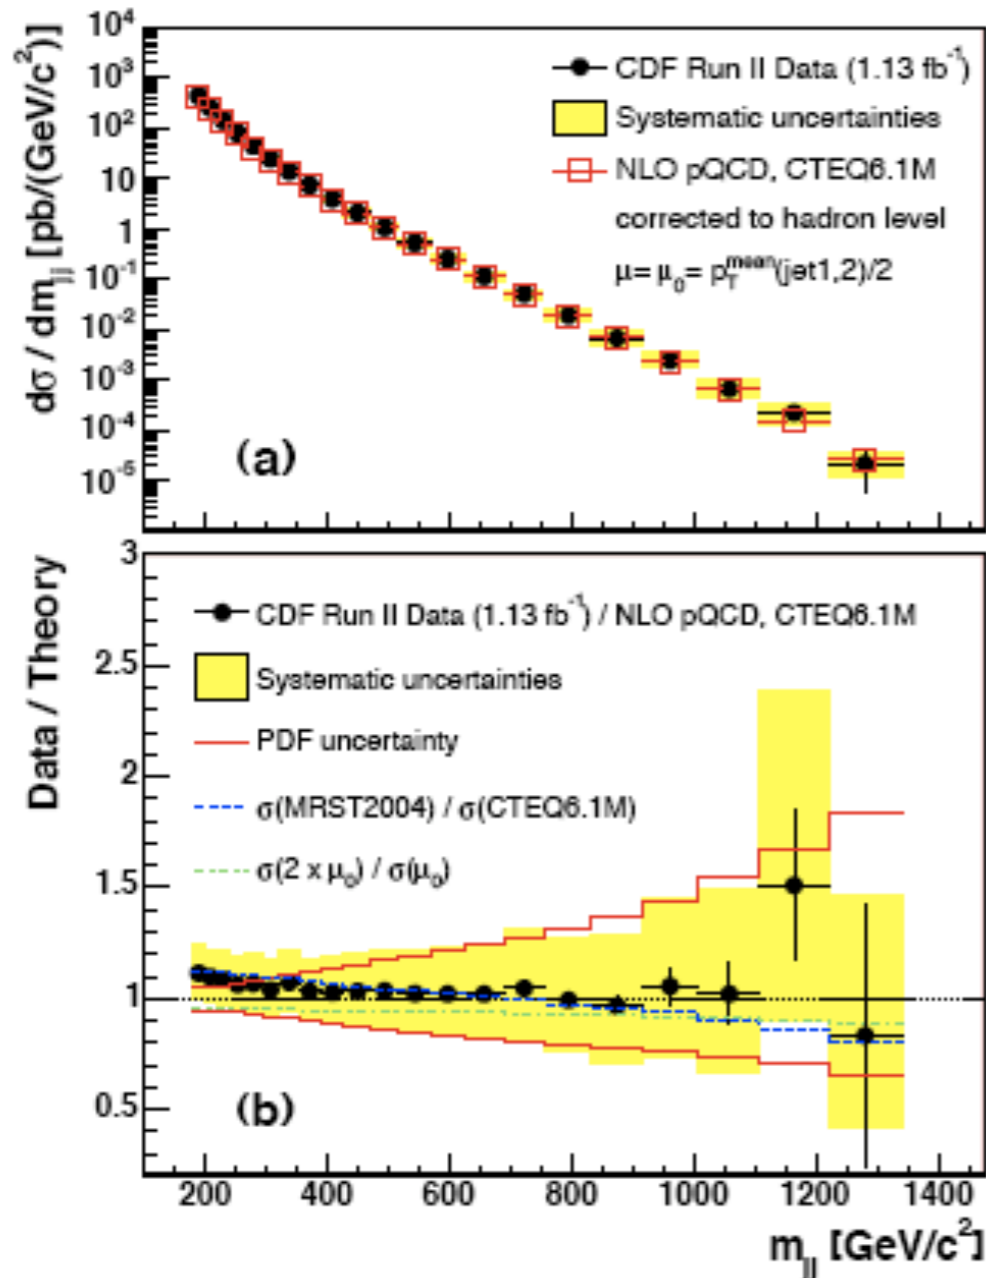 10⁴
10³
10²
10
1
10⁻¹
10⁻²
10⁻³
10⁻⁴
10⁻⁵
dσ / dm_jj [pb/(GeV/c²)]
CDF Run II Data (1.13 fb⁻¹)
Systematic uncertainties
NLO pQCD, CTEQ6.1M
corrected to hadron level
μ= μ₀= p_T^mean(jet1,2)/2
(a)
3
2.5
2
1.5
1
0.5
Data / Theory
CDF Run II Data (1.13 fb⁻¹) / NLO pQCD, CTEQ6.1M
Systematic uncertainties
PDF uncertainty
σ(MRST2004) / σ(CTEQ6.1M)
σ(2 x μ₀) / σ(μ₀)
(b)
200 400 600 800 1000 1200 1400
m_jj [GeV/c²]